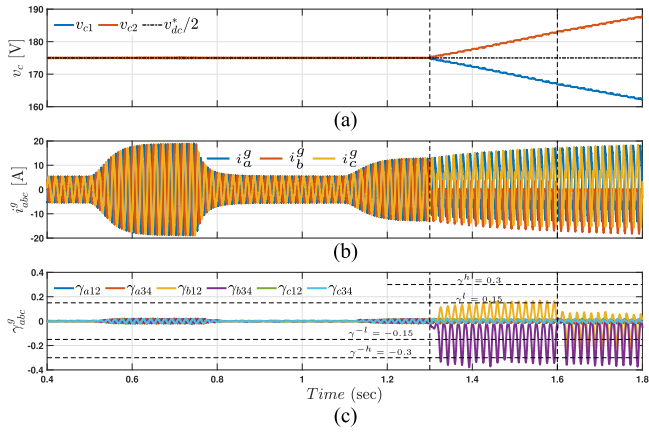 190
180
170
160
v_c [V]
v_c1 v_c2 v*_dc/2
(a)
20
10
0
-10
-20
i^g_abc [A]
i^g_a i^g_b i^g_c
(b)
0.4
0.2
0
-0.2
-0.4
γ^g_abc
γ_a12 γ_a34 γ_b12 γ_b34 γ_c12 γ_c34
γ^h = 0.3
γ^l = 0.15
γ^-l = -0.15
γ^-h = -0.3
0.4 0.6 0.8 1 1.2 1.4 1.6 1.8
Time (sec)
(c)